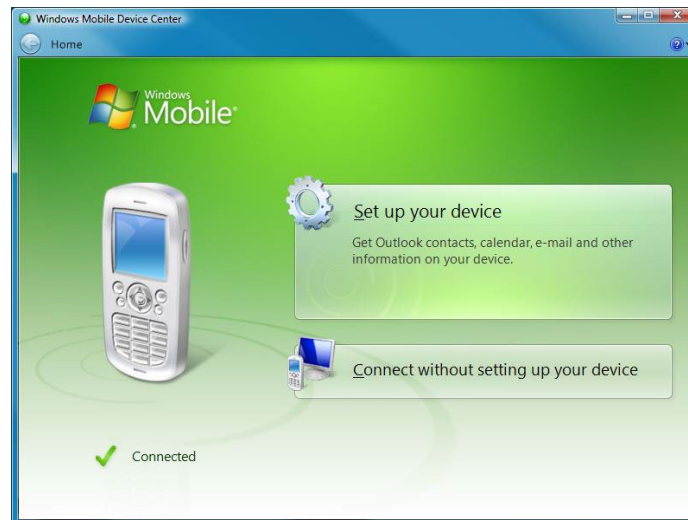 Windows Mobile Device Center
Home
Windows
Mobile®
Set up your device
Get Outlook contacts, calendar, e-mail and other
information on your device.
Connect without setting up your device
Connected